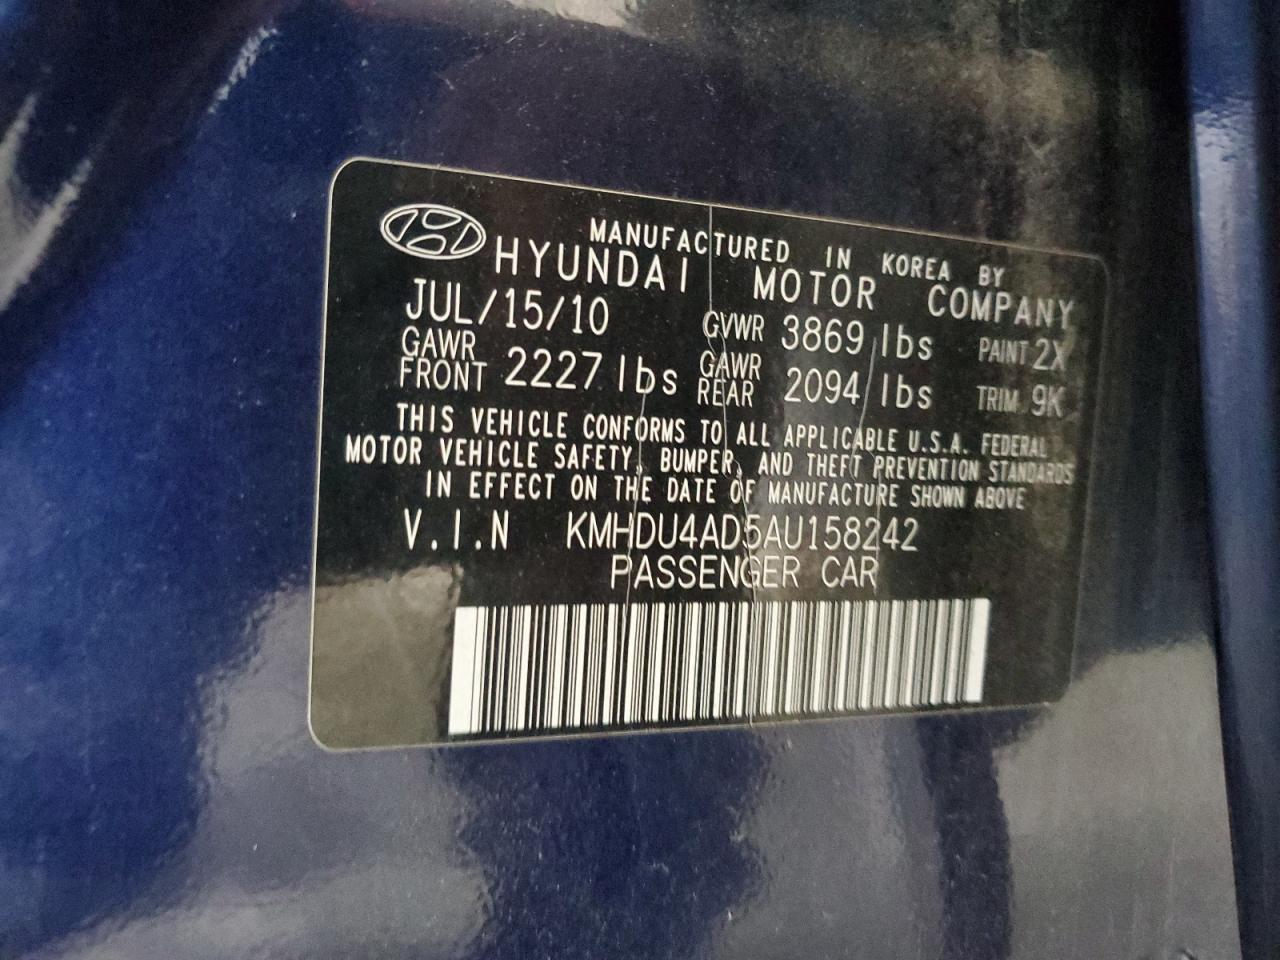 MANUFACTURED IN KOREA BY
HYUNDAI MOTOR COMPANY
JUL/15/10 GVWR 3869 lbs PAINT 2X
GAWR FRONT 2227 lbs GAWR REAR 2094 lbs TRIM 9K
THIS VEHICLE CONFORMS TO ALL APPLICABLE U.S.A. FEDERAL
MOTOR VEHICLE SAFETY, BUMPER, AND THEFT PREVENTION STANDARDS
IN EFFECT ON THE DATE OF MANUFACTURE SHOWN ABOVE
V.I.N KMHDU4AD5AU158242
PASSENGER CAR